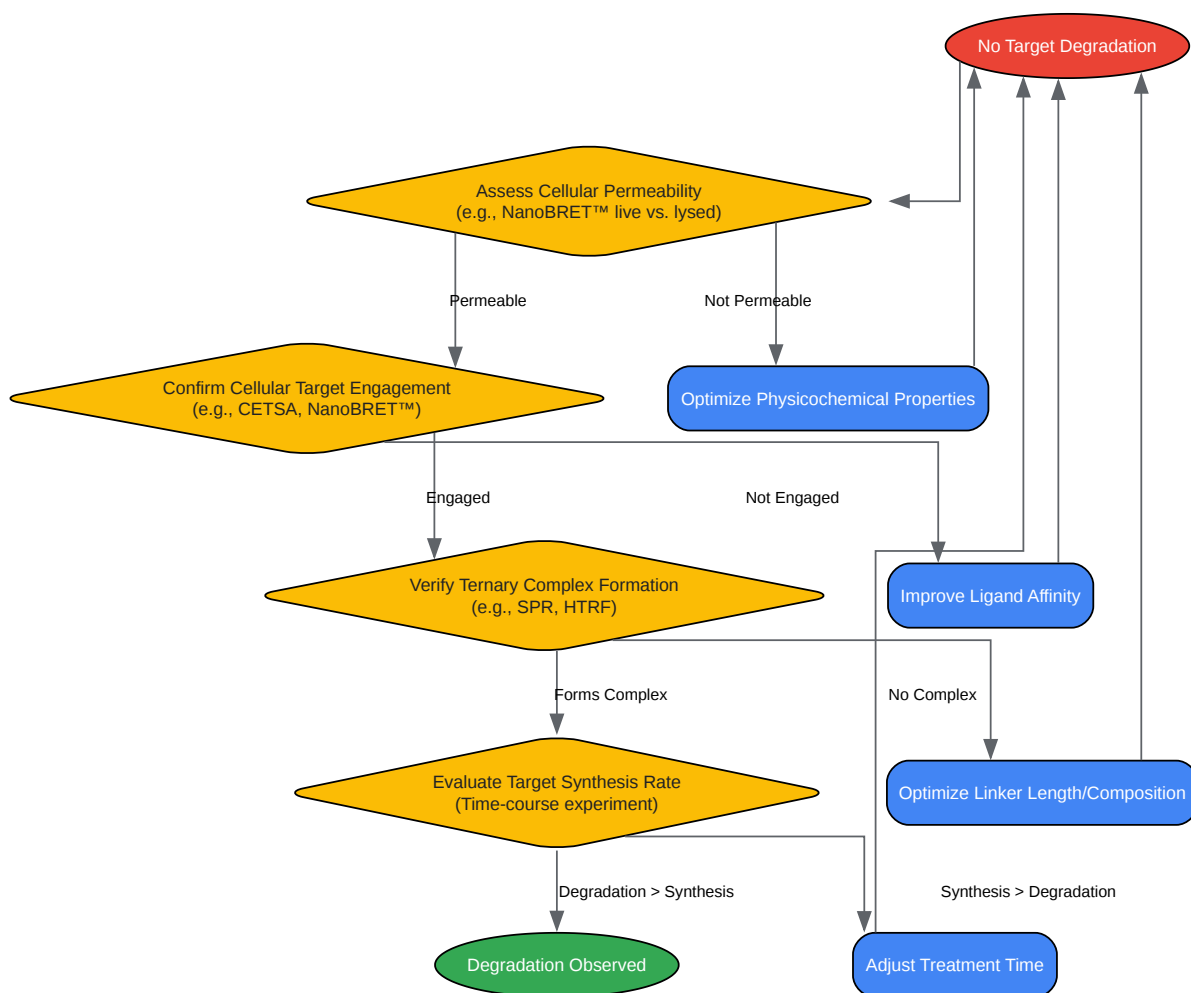 No Target Degradation
Assess Cellular Permeability
(e.g., NanoBRET™ live vs. lysed)
Permeable
Not Permeable
Confirm Cellular Target Engagement
(e.g., CETSA, NanoBRET™)
Optimize Physicochemical Properties
Engaged
Not Engaged
Verify Ternary Complex Formation
(e.g., SPR, HTRF)
Improve Ligand Affinity
Forms Complex
No Complex
Evaluate Target Synthesis Rate
(Time-course experiment)
Optimize Linker Length/Composition
Degradation > Synthesis
Synthesis > Degradation
Degradation Observed
Adjust Treatment Time